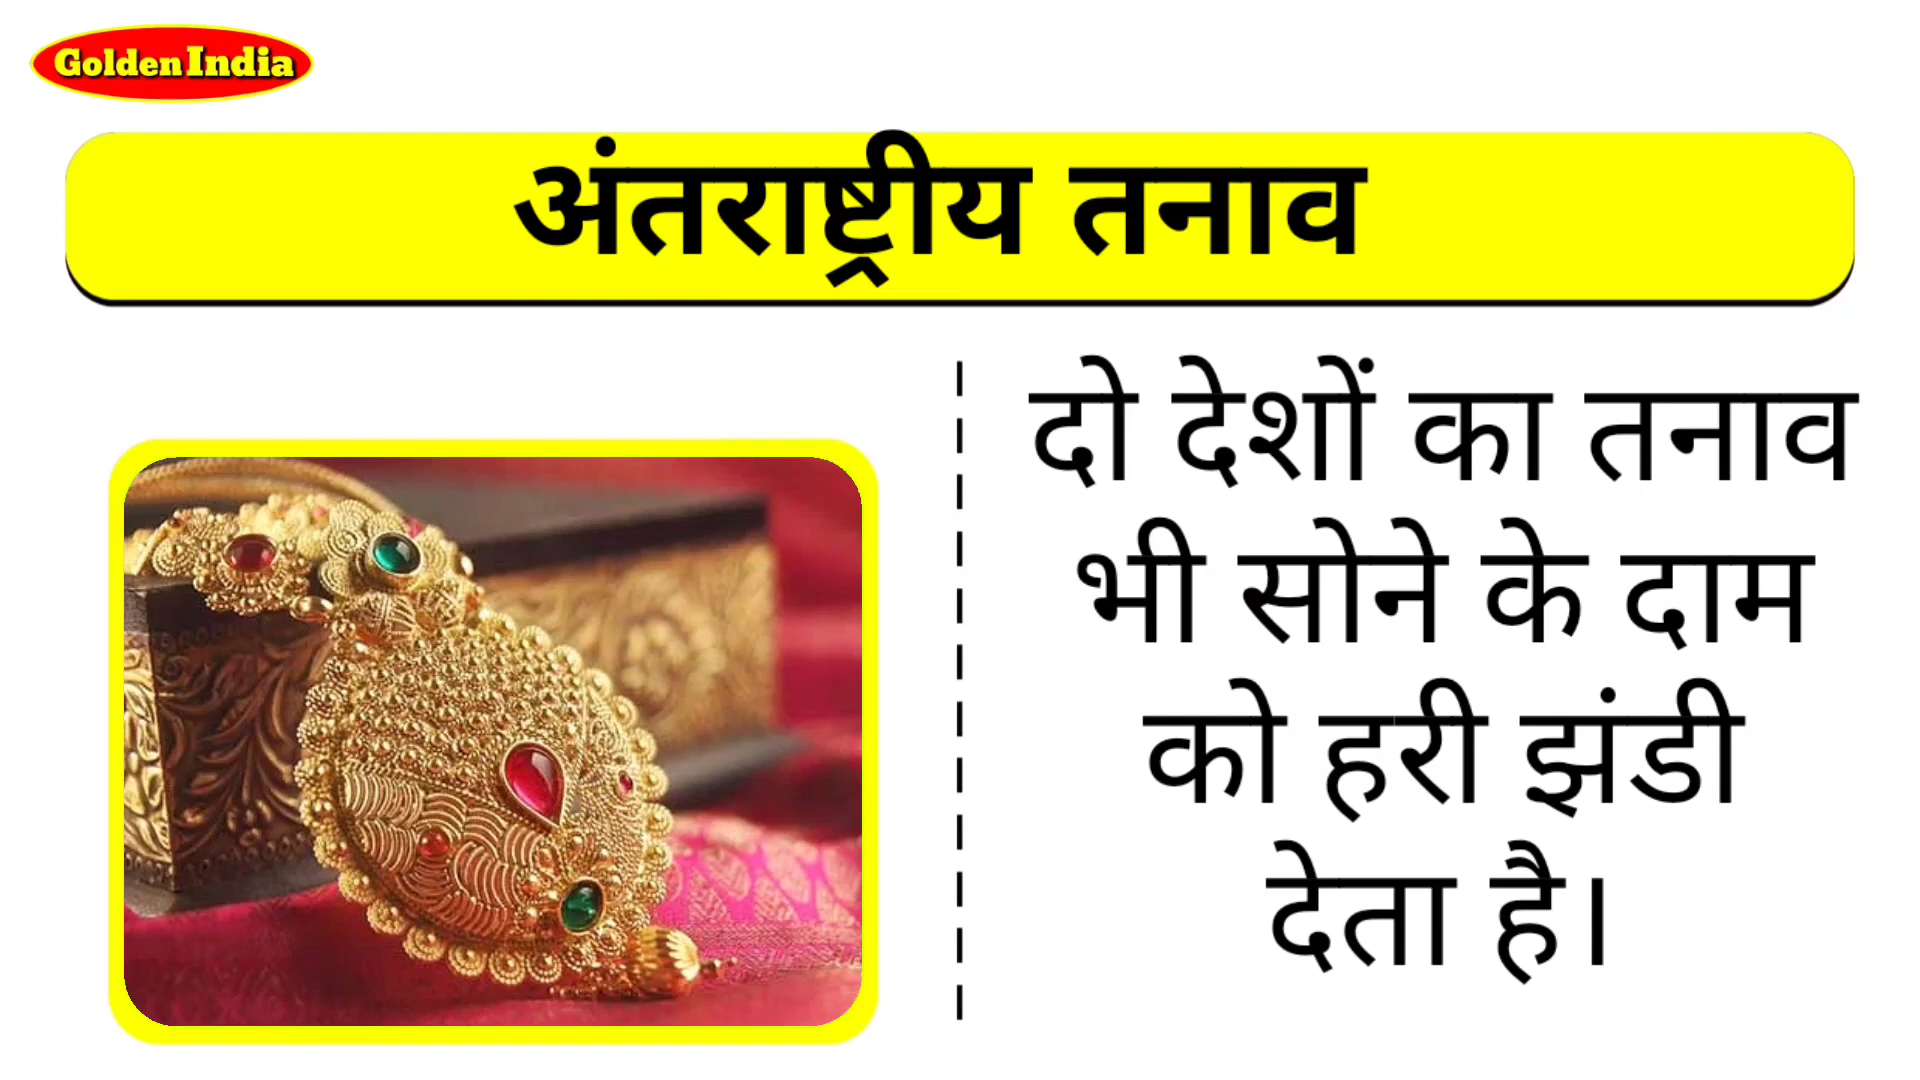 Golden India
अंतराष्ट्रीय तनाव
दो देशों का तनाव
भी सोने के दाम
को हरी झंडी
देता है।